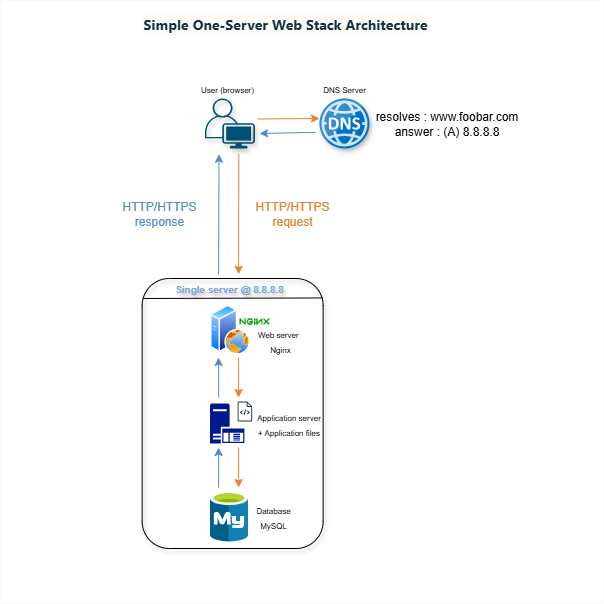 Simple One-Server Web Stack Architecture
User (browser)
DNS Server
DNS
resolves : www.foobar.com
answer : (A) 8.8.8.8
HTTP/HTTPS
response
HTTP/HTTPS
request
Single server @ 8.8.8.8
NGINX
Web server
Nginx
</>
Application server
+ Application files
My
Database
MySQL